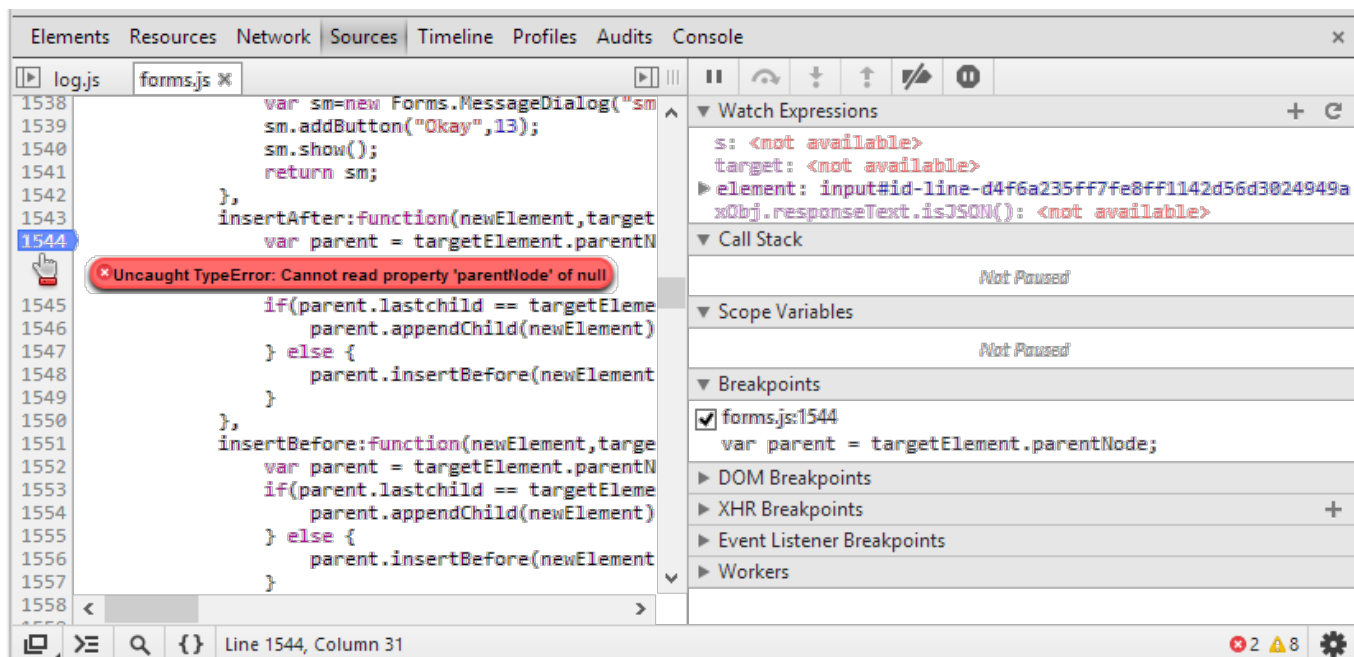 Elements Resources Network Sources Timeline Profiles Audits Console
log.js forms.js
1538 var sm=new Forms.MessageDialog("sm
1539 sm.addButton("Okay",13);
1540 sm.show();
1541 return sm;
1542 },
1543 insertAfter:function(newElement,target
1544 var parent = targetElement.parentN
Uncaught TypeError: Cannot read property 'parentNode' of null
1545 if(parent.lastchild == targetEleme
1546 parent.appendChild(newElement)
1547 } else {
1548 parent.insertBefore(newElement
1549 }
1550 },
1551 insertBefore:function(newElement,targe
1552 var parent = targetElement.parentN
1553 if(parent.lastchild == targetEleme
1554 parent.appendChild(newElement)
1555 } else {
1556 parent.insertBefore(newElement
1557 }
1558
Watch Expressions
s: <not available>
target: <not available>
element: input#id-line-d4f6a235ff7fe8ff1142d56d3024949a
xObj.responseText.isJSON(): <not available>
Call Stack
Not Paused
Scope Variables
Not Paused
Breakpoints
forms.js:1544
var parent = targetElement.parentNode;
DOM Breakpoints
XHR Breakpoints
Event Listener Breakpoints
Workers
{ } Line 1544, Column 31 2 8